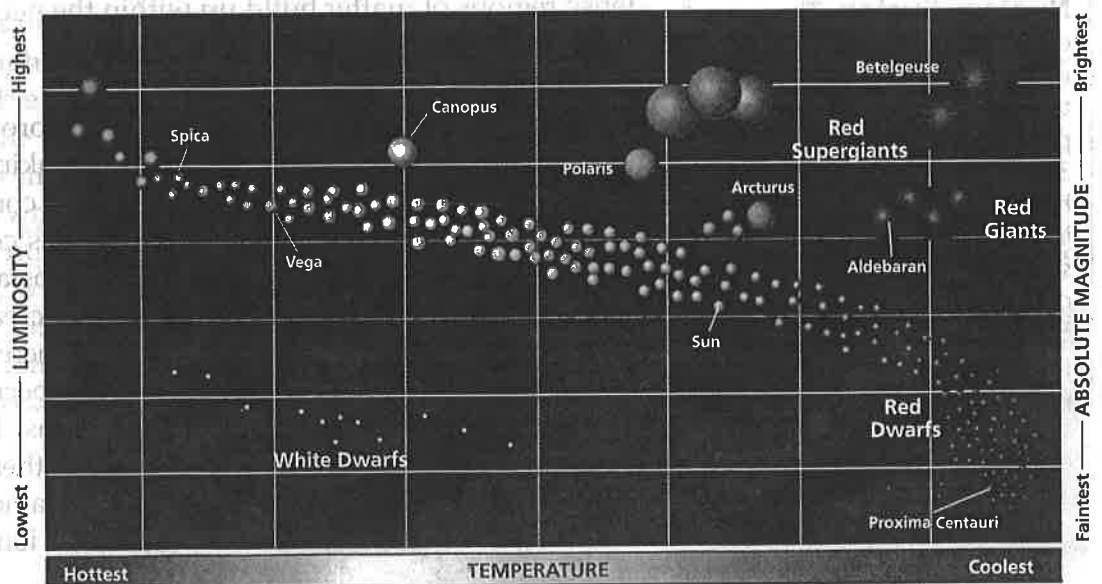 Highest
LUMINOSITY
Lowest
Spica
Canopus
Vega
Polaris
Betelgeuse
Red
Supergiants
Arcturus
Red
Giants
Aldebaran
Sun
White Dwarfs
Red
Dwarfs
Proxima Centauri
Brightest
ABSOLUTE MAGNITUDE
Faintest
Hottest
TEMPERATURE
Coolest